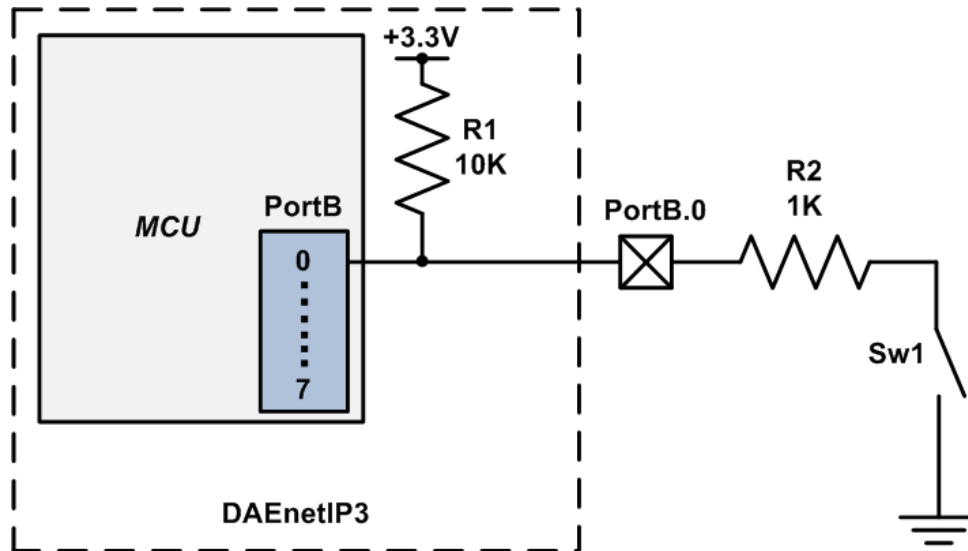 +3.3V
R1
10K
MCU
PortB
0
7
PortB.0
R2
1K
Sw1
DAEnetIP3